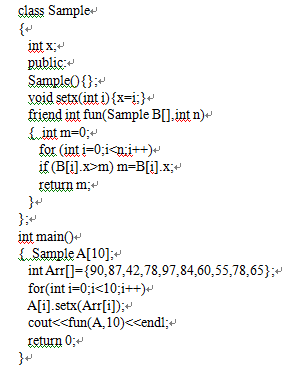 class Sample
{
int x;
public:
Sample(){};
void setx(int i){x=i;}
friend int fun(Sample B[],int n)
{ int m=0;
for (int i=0;i<n;i++)
if (B[i].x>m) m=B[i].x;
return m;
}
};
int main()
{ Sample A[10];
int Arr[]={90,87,42,78,97,84,60,55,78,65};
for(int i=0;i<10;i++)
A[i].setx(Arr[i]);
cout<<fun(A,10)<<endl;
return 0;
}